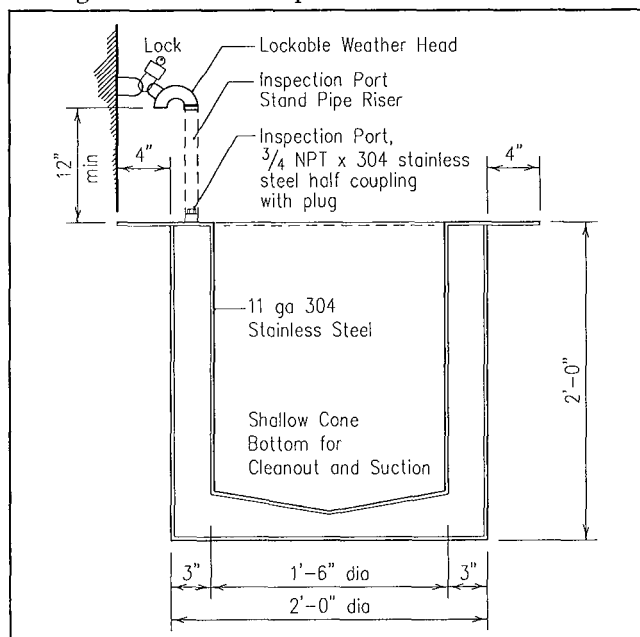 Lock
Lockable Weather Head
Inspection Port
Stand Pipe Riser
Inspection Port,
3/4 NPT x 304 stainless
steel half coupling
with plug
12"
min
4"
4"
11 ga 304
Stainless Steel
Shallow Cone
Bottom for
Cleanout and Suction
2'-0"
3"
1'-6" dia
3"
2'-0" dia